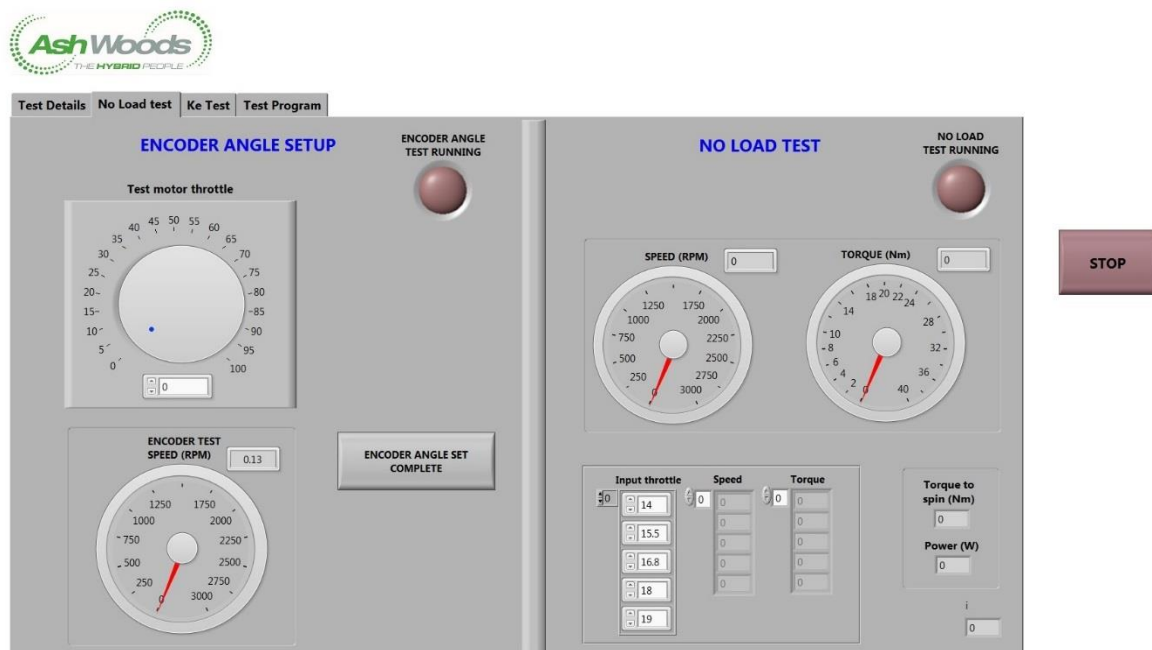 AshWoods
THE HYBRID PEOPLE
Test Details No Load test Ke Test Test Program
ENCODER ANGLE SETUP
ENCODER ANGLE
TEST RUNNING
Test motor throttle
0 5 10 15 20 25 30 35 40 45 50 55 60 65 70 75 80 85 90 95 100
0
ENCODER TEST
SPEED (RPM)
0.13
0 250 500 750 1000 1250 1750 2000 2250 2500 2750 3000
ENCODER ANGLE SET
COMPLETE
NO LOAD TEST
NO LOAD
TEST RUNNING
SPEED (RPM)
0
0 250 500 750 1000 1250 1750 2000 2250 2500 2750 3000
TORQUE (Nm)
0
0 2 4 6 8 10 14 18 20 22 24 28 32 36 40
Input throttle Speed Torque
0 14 0 0 0 0
15.5 0 0
16.8 0 0
18 0 0
19
Torque to
spin (Nm)
0
Power (W)
0
i
0
STOP